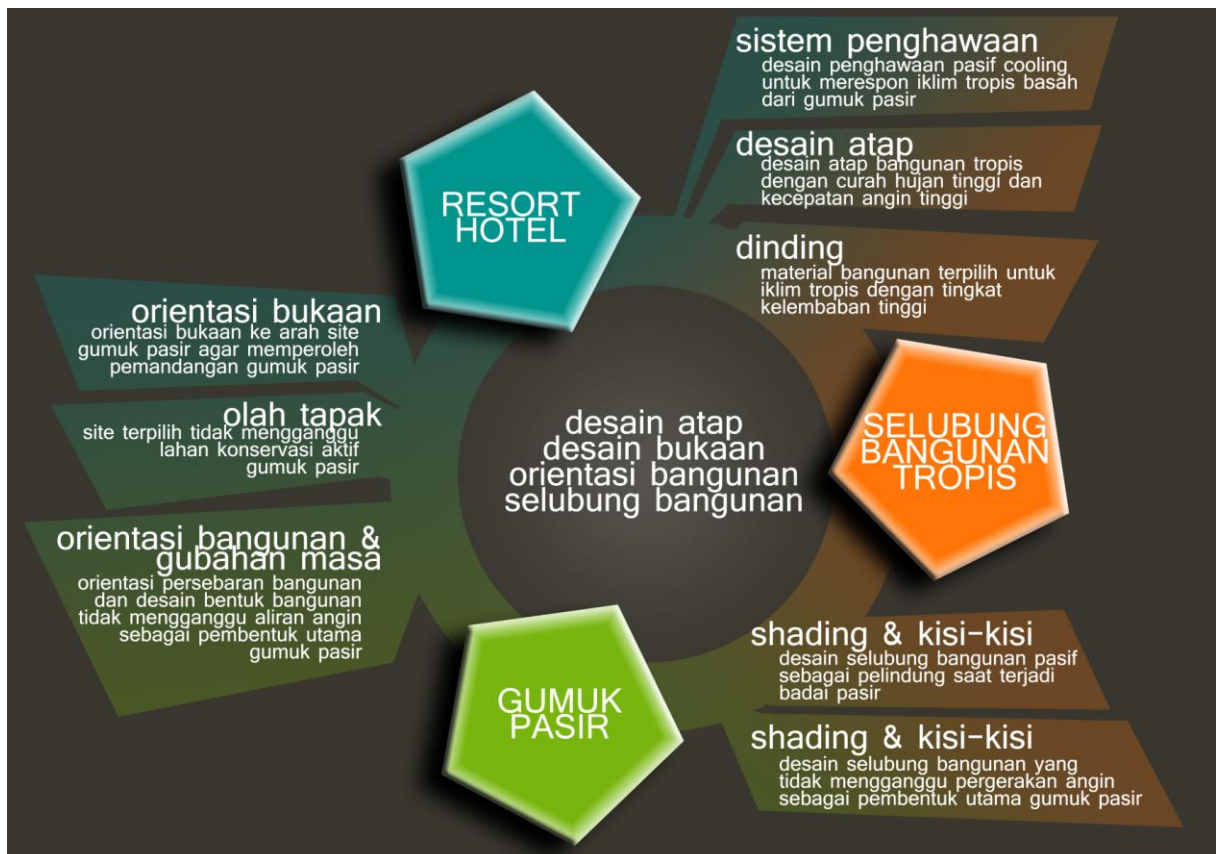 sistem penghawaan
desain penghawaan pasif cooling
untuk merespon iklim tropis basah
dari gumuk pasir
desain atap
desain atap bangunan tropis
dengan curah hujan tinggi dan
kecepatan angin tinggi
dinding
material bangunan terpilih untuk
iklim tropis dengan tingkat
kelembaban tinggi
RESORT
HOTEL
orientasi bukaan
orientasi bukaan ke arah site
gumuk pasir agar memperoleh
pemandangan gumuk pasir
olah tapak
site terpilih tidak mengganggu
lahan konservasi aktif
gumuk pasir
orientasi bangunan &
gubahan masa
orientasi persebaran bangunan
dan desain bentuk bangunan
tidak mengganggu aliran angin
sebagai pembentuk utama
gumuk pasir
desain atap
desain bukaan
orientasi bangunan
selubung bangunan
SELUBUNG
BANGUNAN
TROPIS
GUMUK
PASIR
shading & kisi-kisi
desain selubung bangunan pasif
sebagai pelindung saat terjadi
badai pasir
shading & kisi-kisi
desain selubung bangunan yang
tidak mengganggu pergerakan angin
sebagai pembentuk utama gumuk pasir